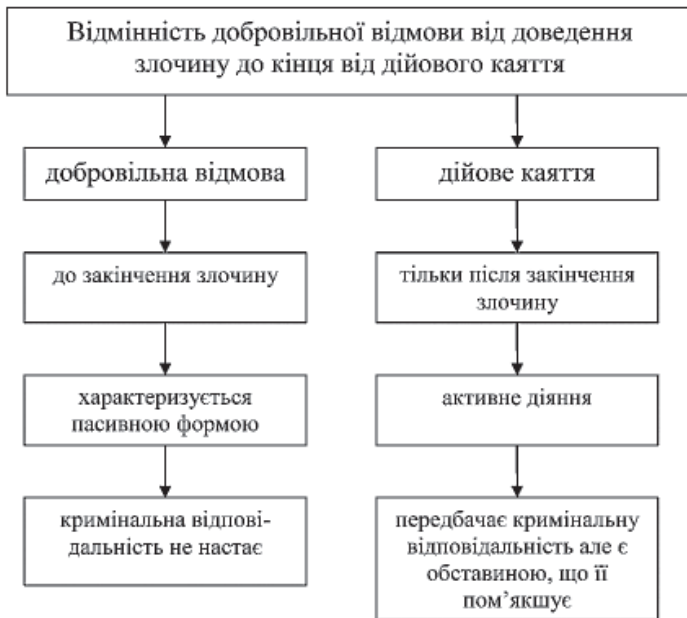 Відмінність добровільної відмови від доведення
злочину до кінця від дійового каяття
добровільна відмова
дійове каяття
до закінчення злочину
тільки після закінчення
злочину
характеризується
пасивною формою
активне діяння
кримінальна відпові-
дальність не настає
передбачає кримінальну
відповідальність але є
обставиною, що її
пом’якшує